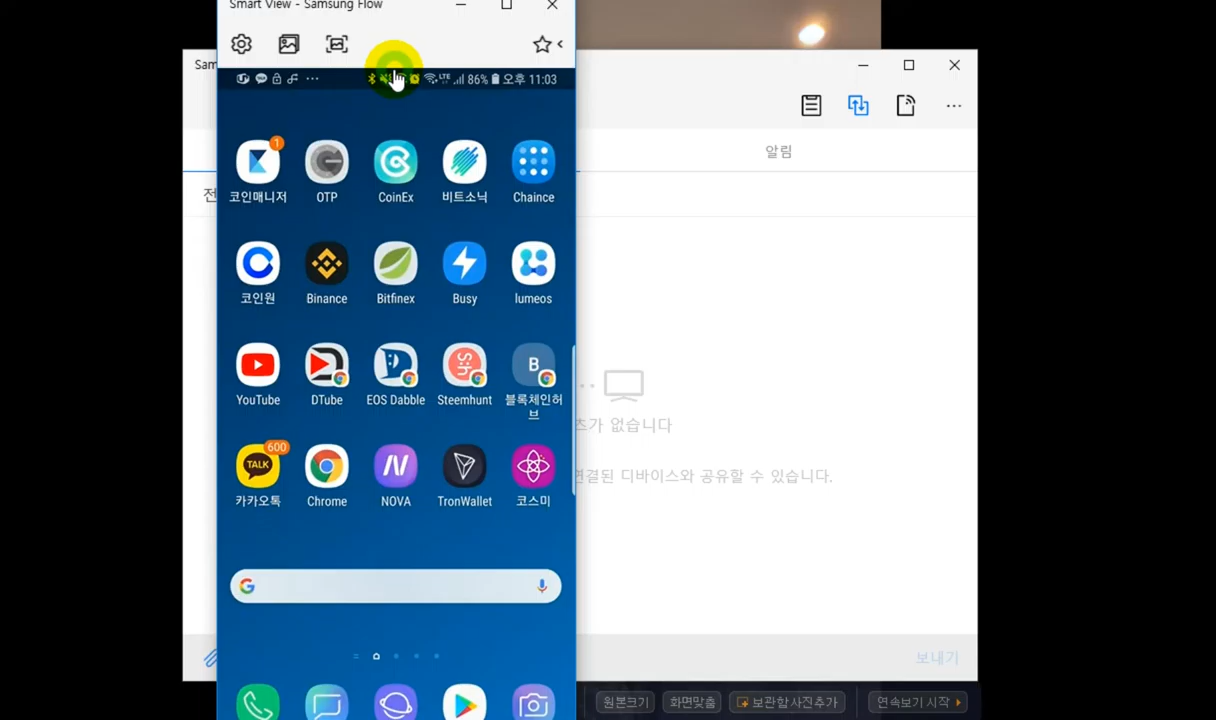 Smart View - Samsung Flow
Sam
LTE 86% 오후 11:03
알림
전
1
코인매니저 OTP CoinEx 비트소닉 Chaince
코인원 Binance Bitfinex Busy lumeos
B
YouTube DTube EOS Dabble Steemhunt 블록체인허
브
600
TALK
카카오톡 Chrome NOVA TronWallet 코스미
츠가 없습니다
연결된 디바이스와 공유할 수 있습니다.
G
보내기
원본크기 화면맞춤 보관함 사진추가 연속보기 시작